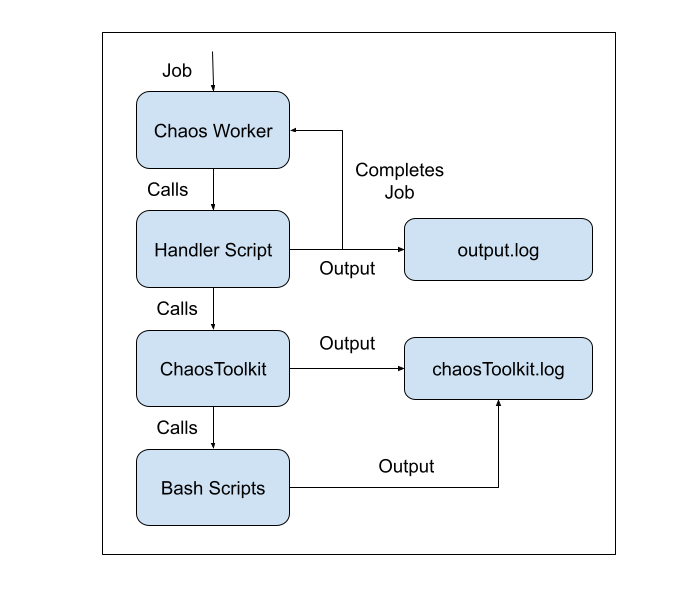 Job
Chaos Worker
Calls
Completes
Job
Handler Script
Output
output.log
Calls
ChaosToolkit
Output
chaosToolkit.log
Calls
Bash Scripts
Output